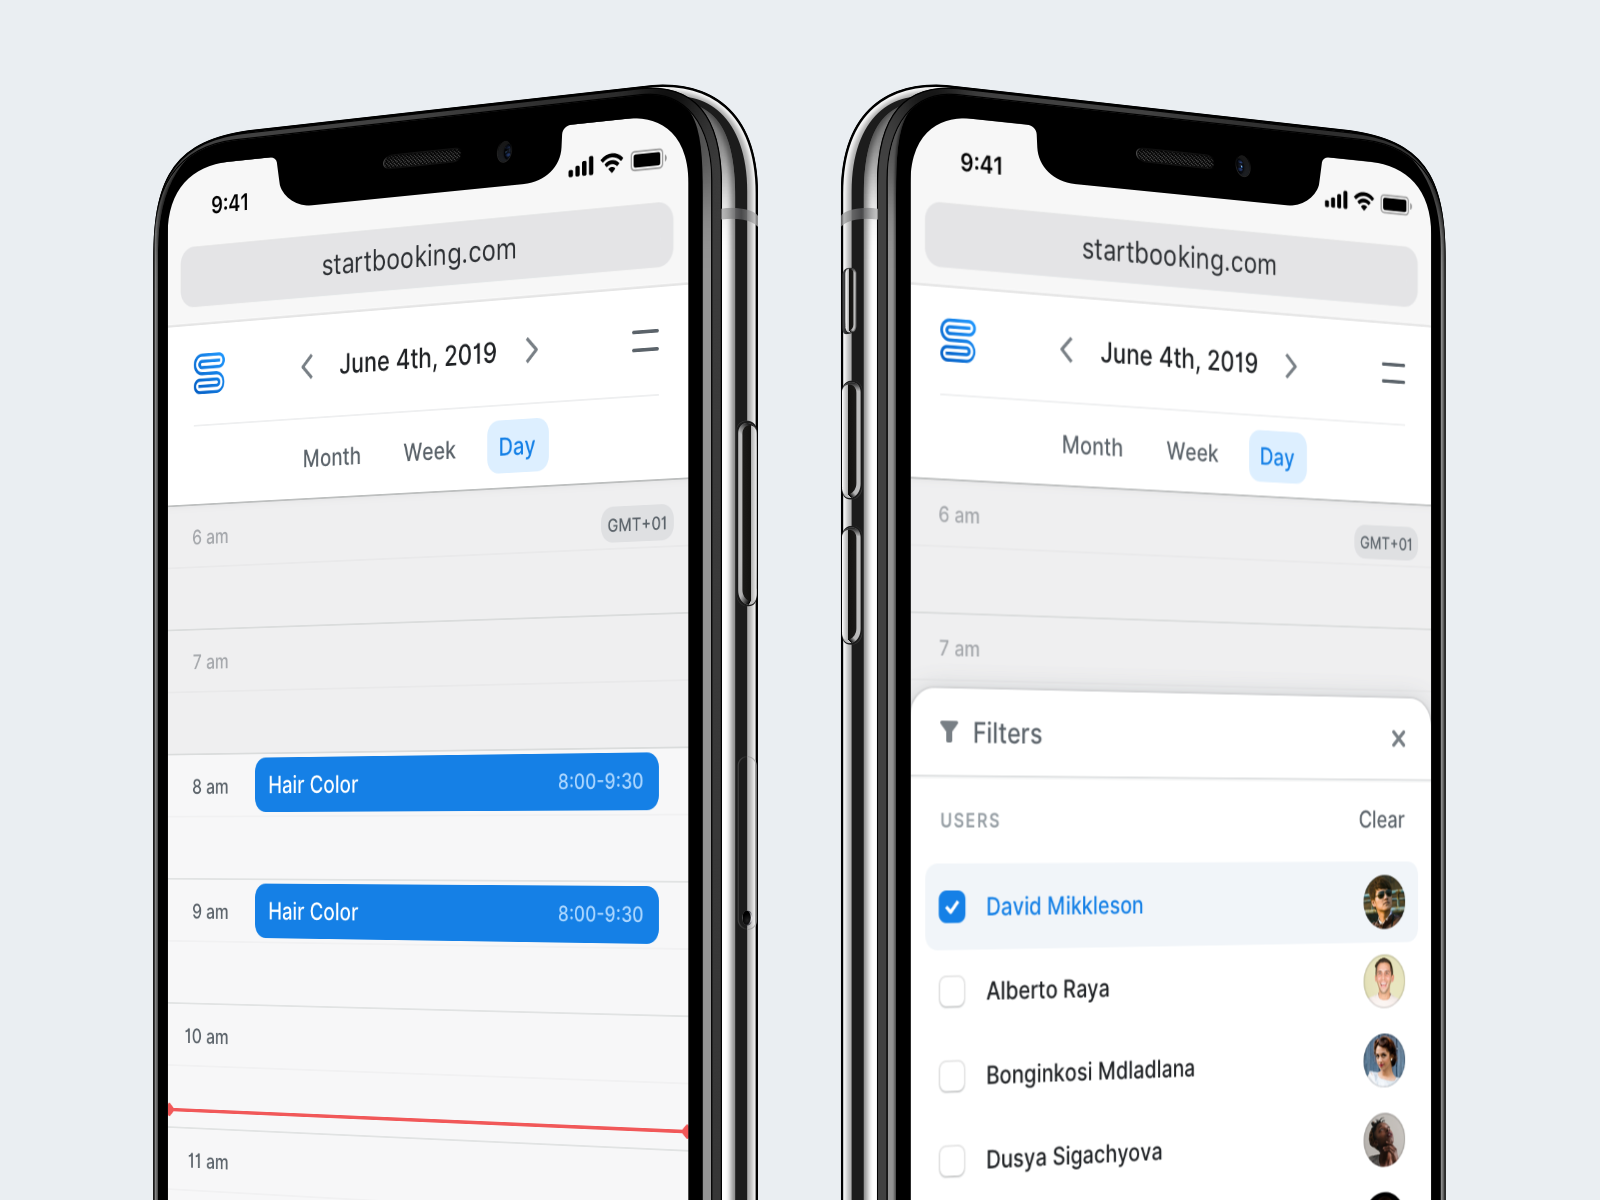 9:41
startbooking.com
June 4th, 2019
Month Week Day
6 am GMT+01
7 am
8 am Hair Color 8:00-9:30
9 am Hair Color 8:00-9:30
10 am
11 am
9:41
startbooking.com
June 4th, 2019
Month Week Day
6 am GMT+01
7 am
Filters
USERS Clear
David Mikkleson
Alberto Raya
Bonginkosi Mdladlana
Dusya Sigachyova